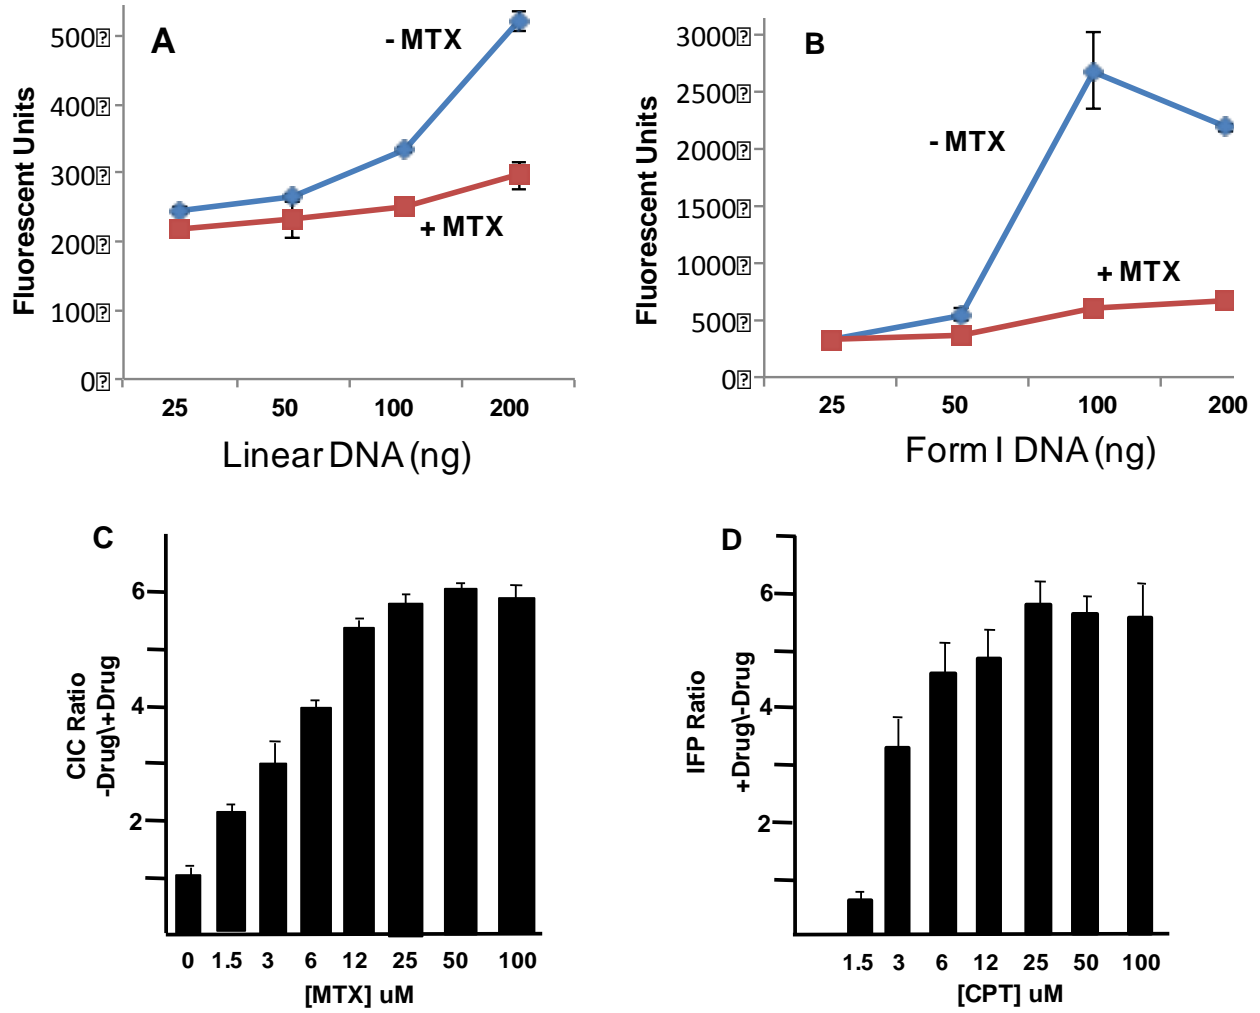 A
- MTX
+ MTX
Fluorescent Units
500⍰
400⍰
300⍰
200⍰
100⍰
0⍰
25 50 100 200
Linear DNA (ng)
B
- MTX
+ MTX
Fluorescent Units
3000⍰
2500⍰
2000⍰
1500⍰
1000⍰
500⍰
0⍰
25 50 100 200
Form I DNA (ng)
C
CIC Ratio
-Drug\+Drug
6
4
2
0 1.5 3 6 12 25 50 100
[MTX] uM
D
IFP Ratio
+Drug\-Drug
6
4
2
1.5 3 6 12 25 50 100
[CPT] uM